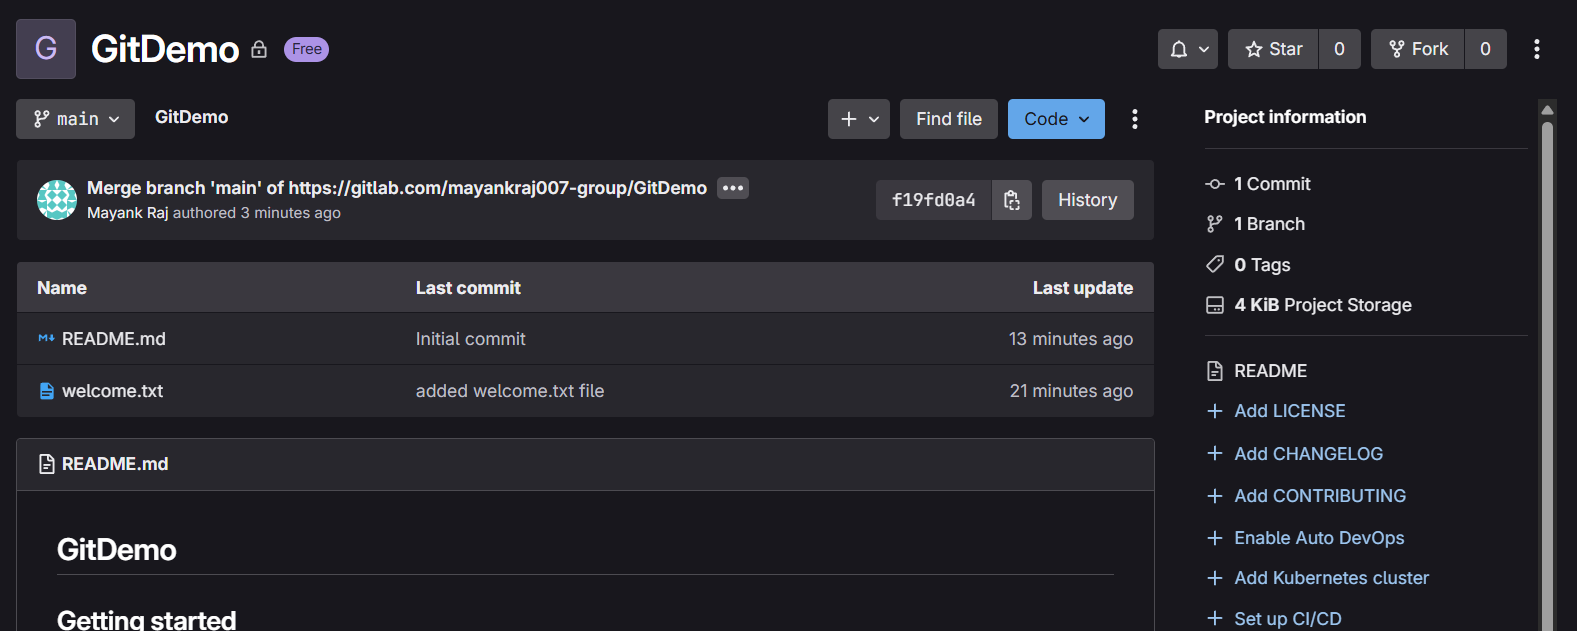 G GitDemo Free Star 0 Fork 0
main GitDemo Find file Code
Merge branch 'main' of https://gitlab.com/mayankraj007-group/GitDemo
Mayank Raj authored 3 minutes ago
f19fd0a4 History
Name Last commit Last update
README.md Initial commit 13 minutes ago
welcome.txt added welcome.txt file 21 minutes ago
README.md
GitDemo
Getting started
Project information
1 Commit
1 Branch
0 Tags
4 KiB Project Storage
README
Add LICENSE
Add CHANGELOG
Add CONTRIBUTING
Enable Auto DevOps
Add Kubernetes cluster
Set up CI/CD